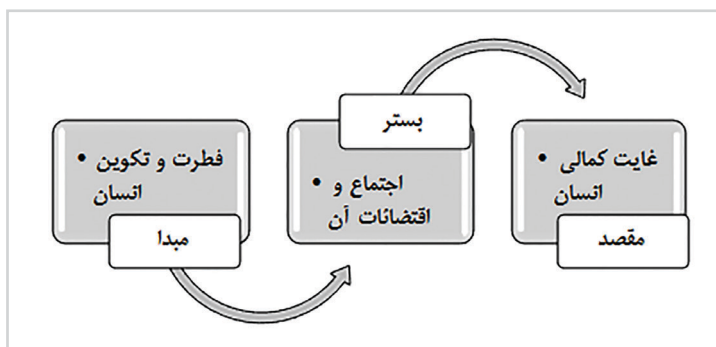 • فطرت و تکوین
انسان
مبدا
بستر
• اجتماع و
اقتضائات آن
• غایت کمالی
انسان
مقصد